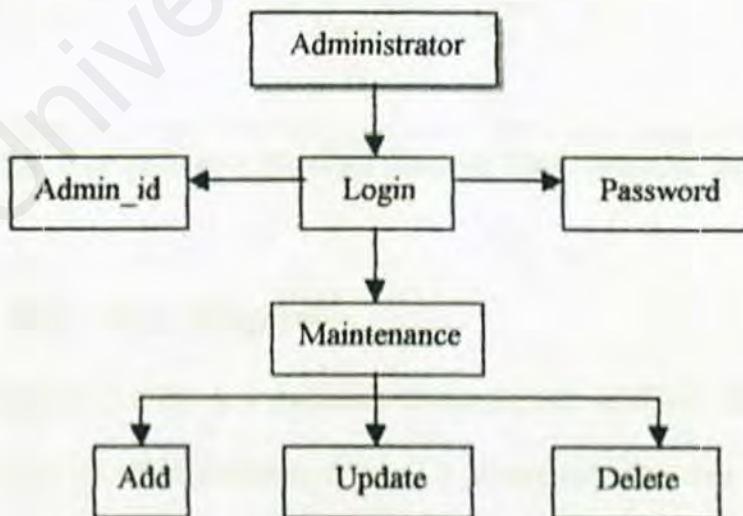 Administrator
Admin_id Login Password
Maintenance
Add Update Delete